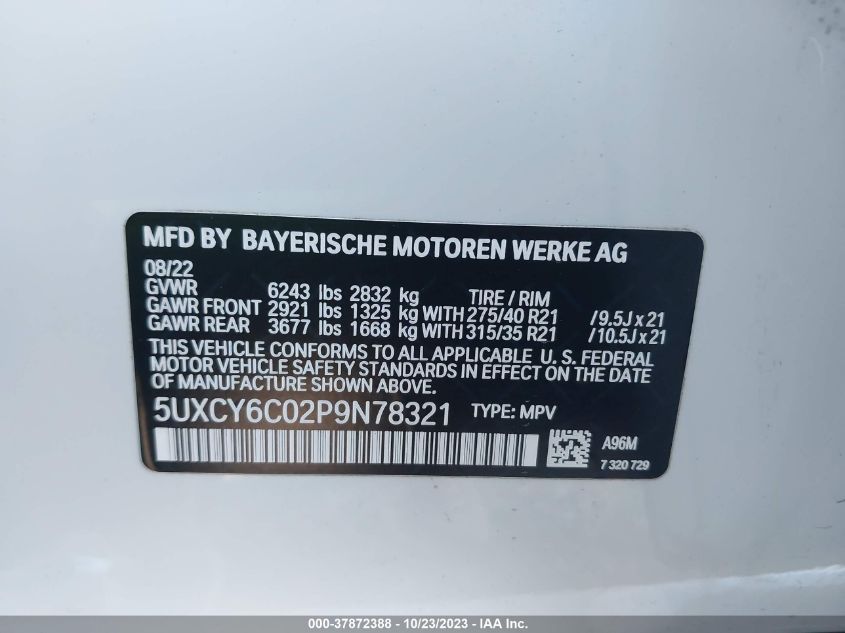 MFD BY BAYERISCHE MOTOREN WERKE AG
08/22
GVWR 6243 lbs 2832 kg TIRE / RIM
GAWR FRONT 2921 lbs 1325 kg WITH 275/40 R21 /9.5J x 21
GAWR REAR 3677 lbs 1668 kg WITH 315/35 R21 /10.5J x 21
THIS VEHICLE CONFORMS TO ALL APPLICABLE U. S. FEDERAL
MOTOR VEHICLE SAFETY STANDARDS IN EFFECT ON THE DATE
OF MANUFACTURE SHOWN ABOVE.
5UXCY6C02P9N78321 TYPE: MPV
A96M
7 320 729
000-37872388 - 10/23/2023 - IAA Inc.